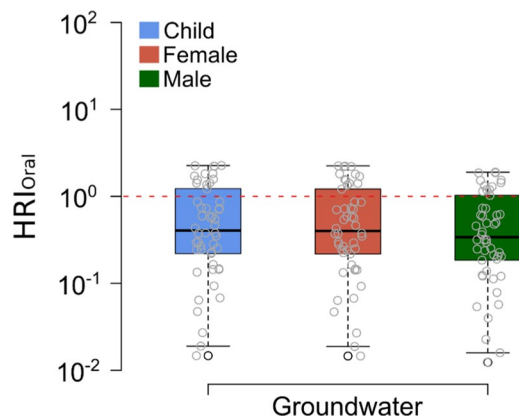 HRIoral
10²
10¹
10⁰
10⁻¹
10⁻²
Child
Female
Male
Groundwater